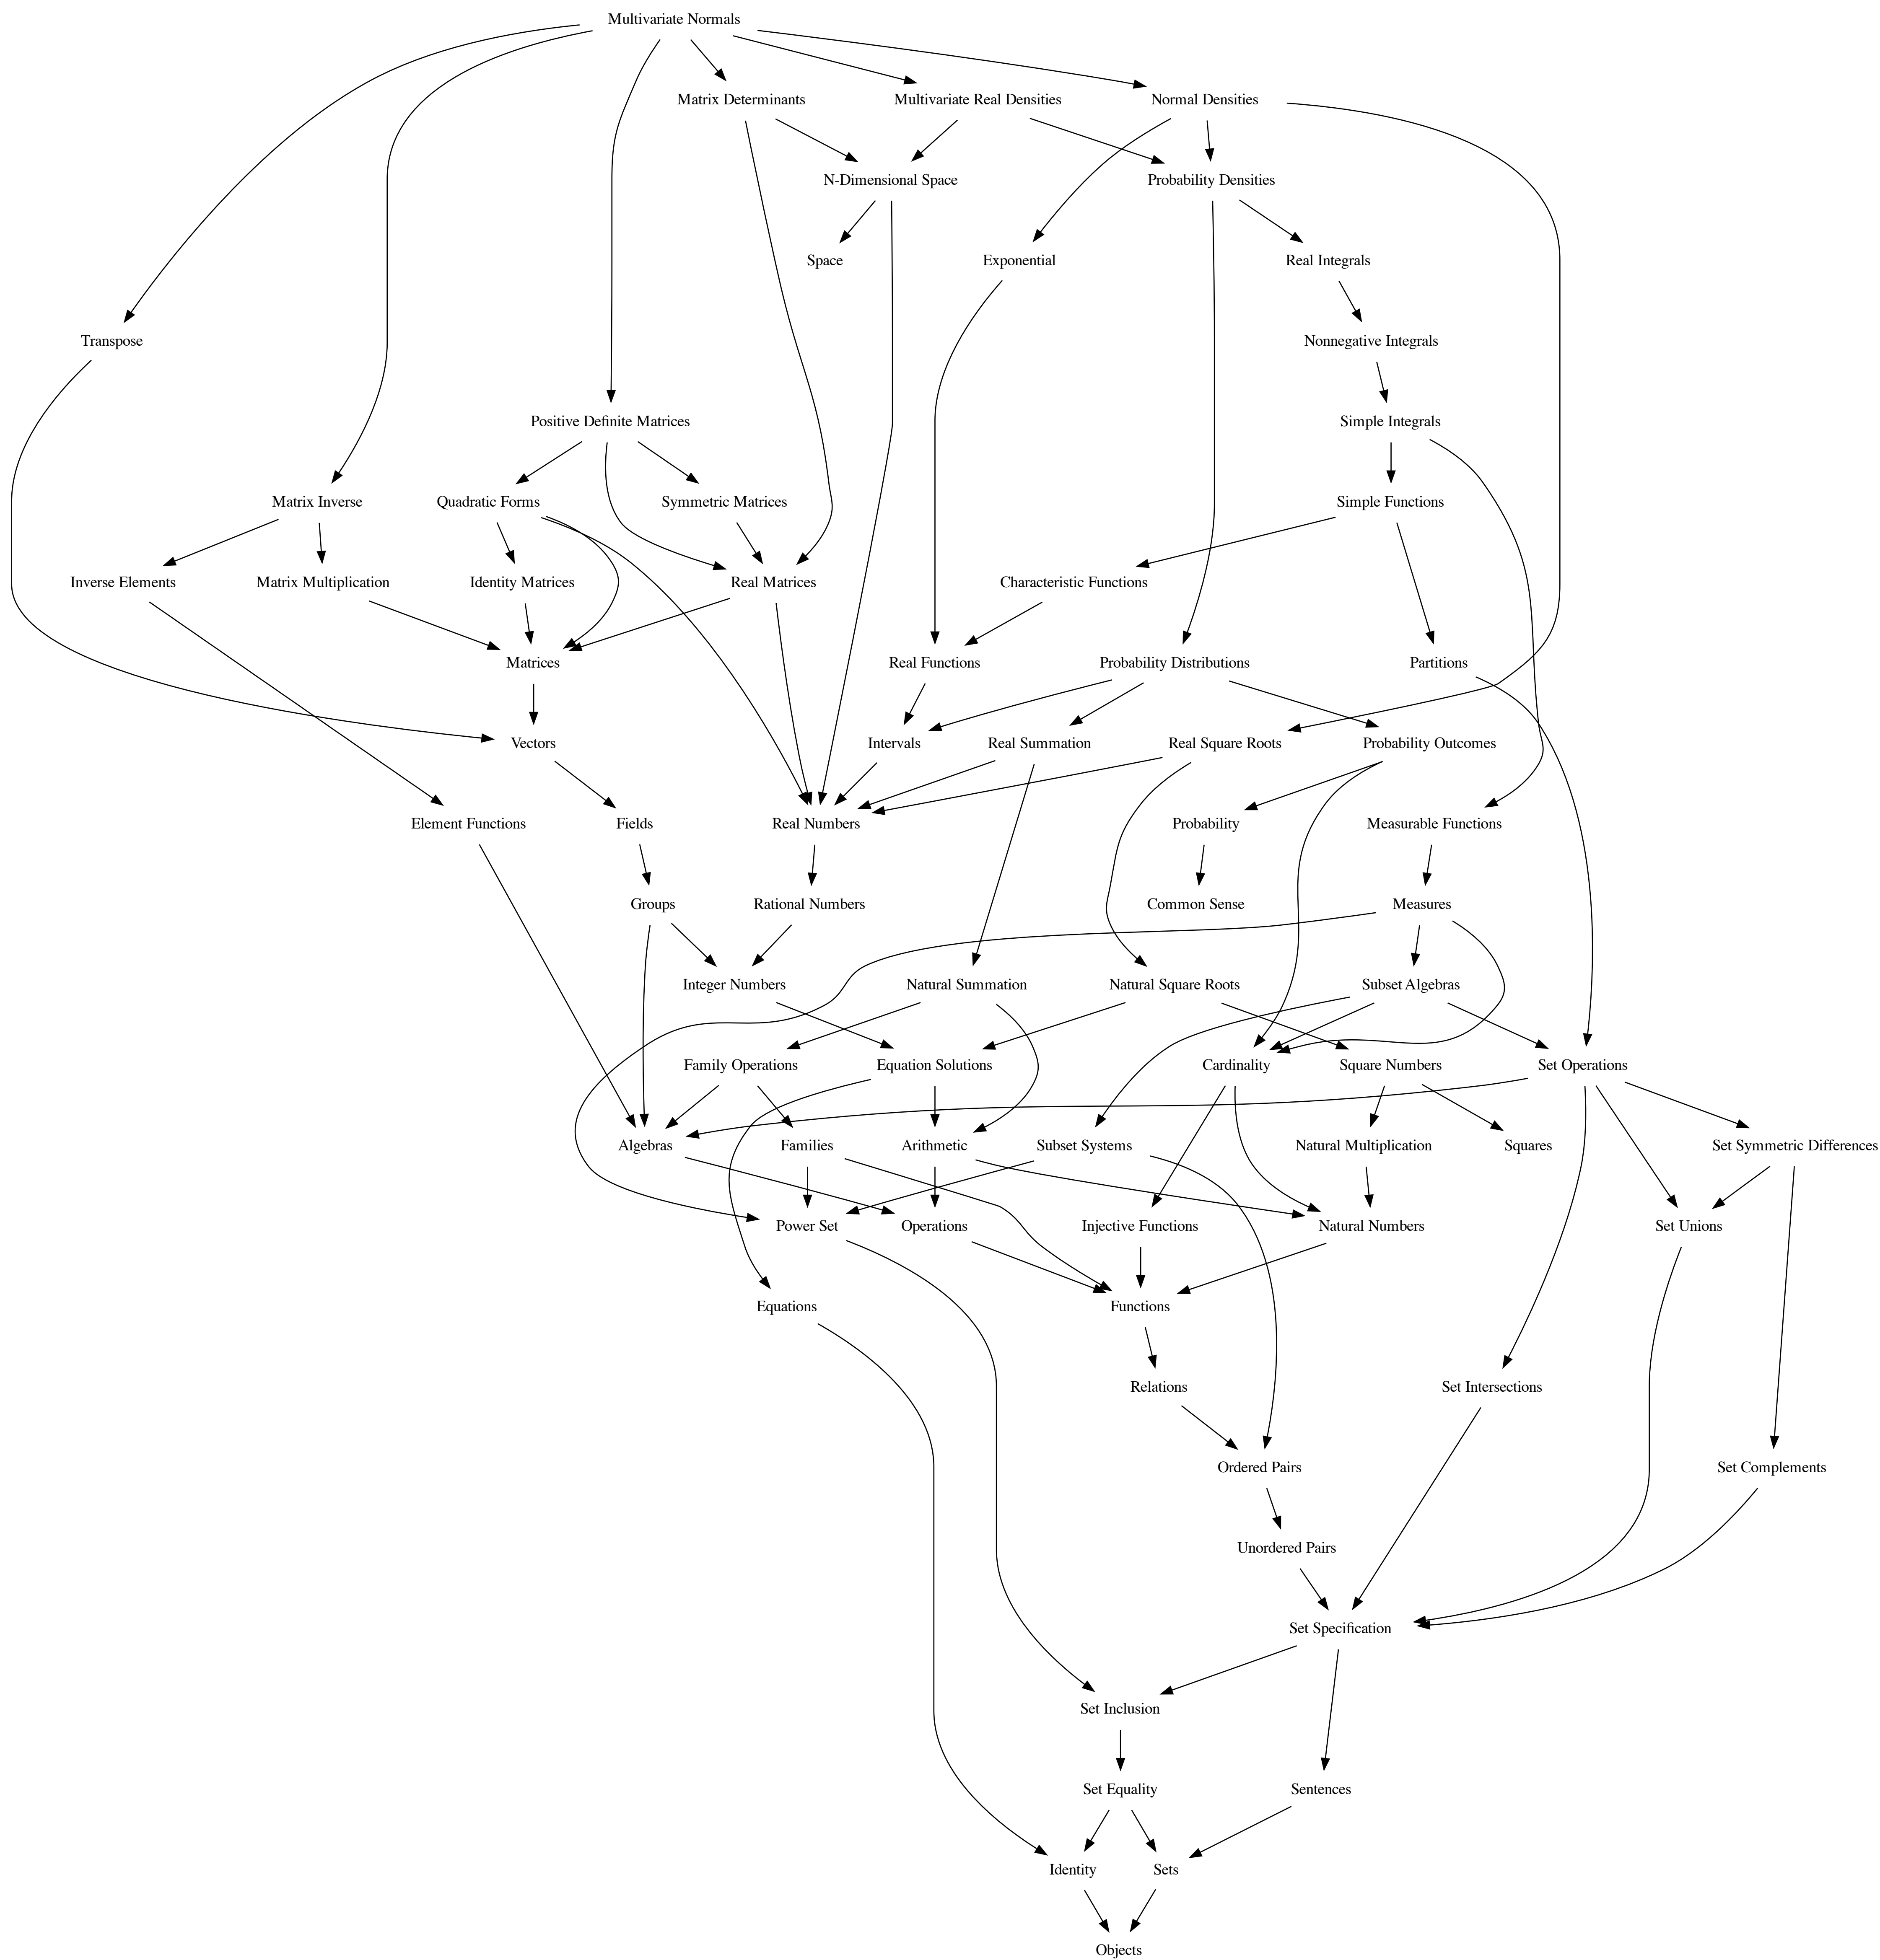 Multivariate Normals
Matrix Determinants
Multivariate Real Densities
Normal Densities
N-Dimensional Space
Probability Densities
Space
Exponential
Real Integrals
Transpose
Nonnegative Integrals
Positive Definite Matrices
Simple Integrals
Matrix Inverse
Quadratic Forms
Symmetric Matrices
Simple Functions
Inverse Elements
Matrix Multiplication
Identity Matrices
Real Matrices
Characteristic Functions
Matrices
Real Functions
Probability Distributions
Partitions
Vectors
Intervals
Real Summation
Real Square Roots
Probability Outcomes
Element Functions
Fields
Real Numbers
Probability
Measurable Functions
Groups
Rational Numbers
Common Sense
Measures
Integer Numbers
Natural Summation
Natural Square Roots
Subset Algebras
Family Operations
Equation Solutions
Cardinality
Square Numbers
Set Operations
Algebras
Families
Arithmetic
Subset Systems
Natural Multiplication
Squares
Set Symmetric Differences
Power Set
Operations
Injective Functions
Natural Numbers
Set Unions
Equations
Functions
Relations
Set Intersections
Ordered Pairs
Set Complements
Unordered Pairs
Set Specification
Set Inclusion
Set Equality
Sentences
Identity
Sets
Objects